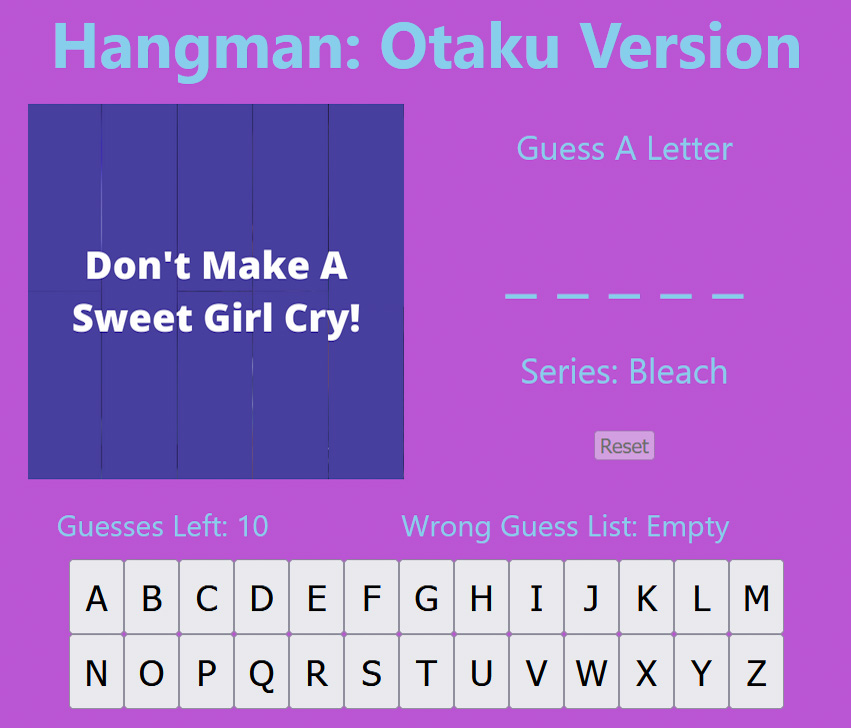 Hangman: Otaku Version
Don't Make A
Sweet Girl Cry!
Guess A Letter
_ _ _ _ _
Series: Bleach
Reset
Guesses Left: 10
Wrong Guess List: Empty
A B C D E F G H I J K L M
N O P Q R S T U V W X Y Z